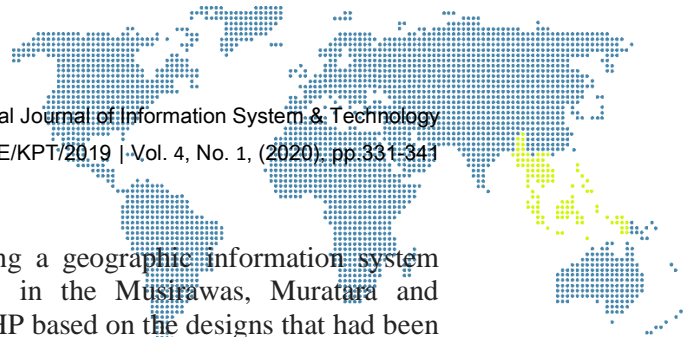 al Journal of Information System & Technology
E/KPT/2019 | Vol. 4, No. 1, (2020), pp.331-341
ng a geographic information system
in the Musirawas, Muratara and
HP based on the designs that had been